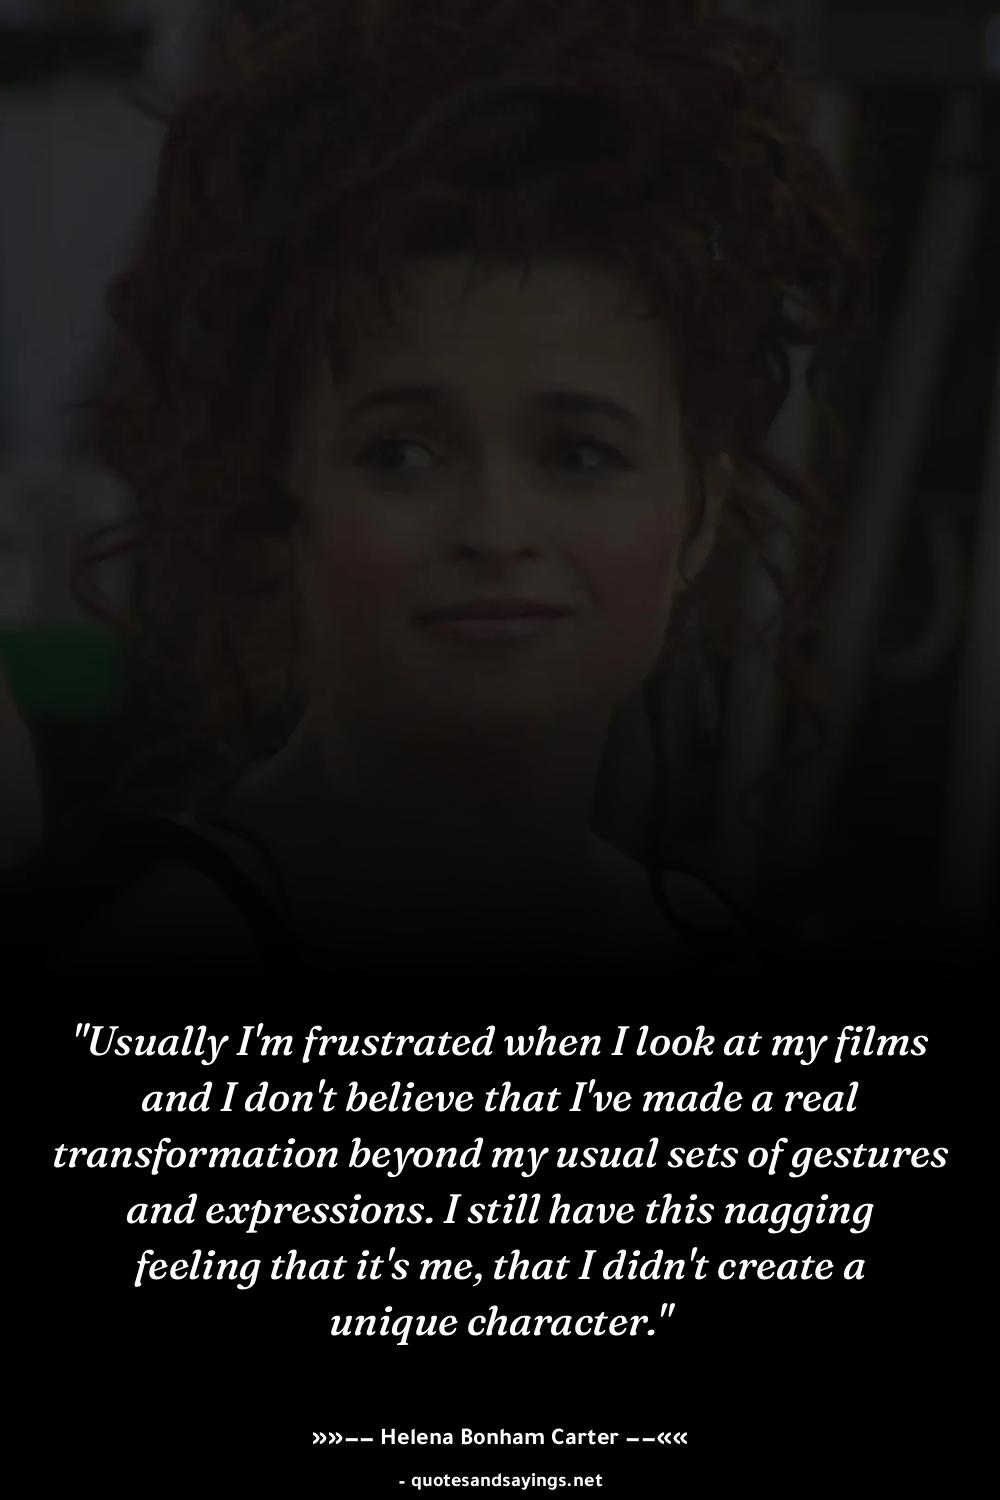 "Usually I'm frustrated when I look at my films
and I don't believe that I've made a real
transformation beyond my usual sets of gestures
and expressions. I still have this nagging
feeling that it's me, that I didn't create a
unique character."
»»—— Helena Bonham Carter ——««
- quotesandsayings.net